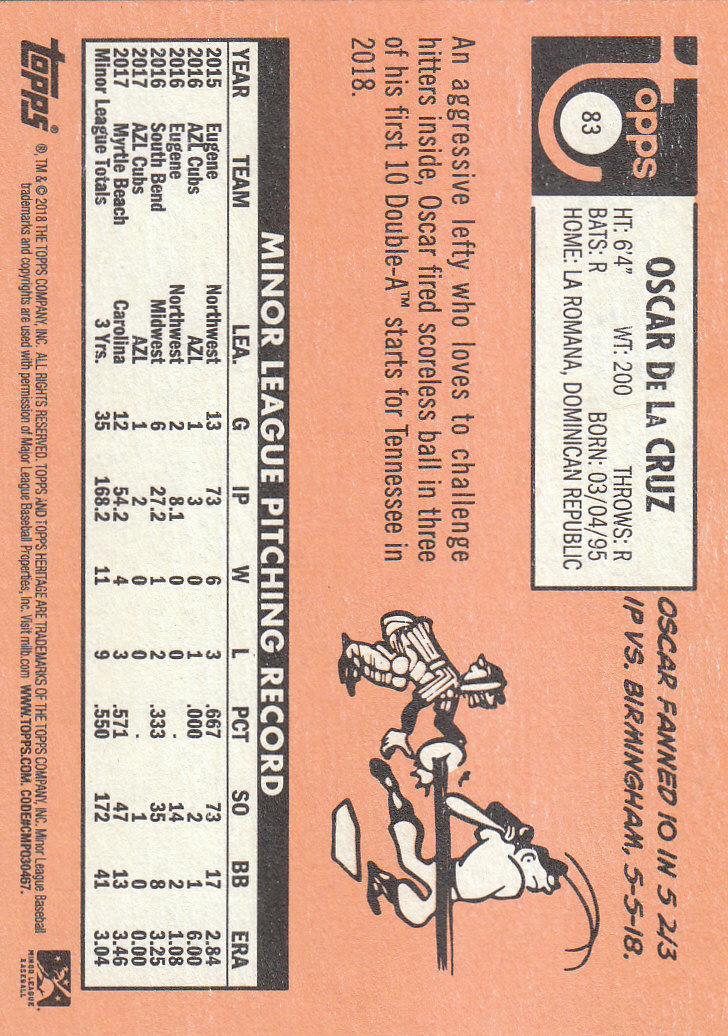 Topps
83
OSCAR DE LA CRUZ
HT: 6'4" WT: 200 THROWS: R
BATS: R BORN: 03/04/95
HOME: LA ROMANA, DOMINICAN REPUBLIC
OSCAR FANNED 10 IN 5 2/3
IP VS. BIRMINGHAM, 5-5-18.
An aggressive lefty who loves to challenge
hitters inside, Oscar fired scoreless ball in three
of his first 10 Double-A™ starts for Tennessee in
2018.
MINOR LEAGUE PITCHING RECORD
YEAR TEAM LEA. G IP W L PCT SO BB ERA
2015 Eugene Northwest 13 73 6 3 .667 73 17 2.84
2016 AZL Cubs AZL 1 3 0 1 .000 2 1 6.00
2016 Eugene Northwest 2 8.1 0 0 . 14 2 1.08
2016 South Bend Midwest 6 27.2 1 2 .333 35 8 3.25
2017 AZL Cubs AZL 1 2 0 0 . 1 0 0.00
2017 Myrtle Beach Carolina 12 54.2 4 3 .571 47 13 3.46
Minor League Totals 3 Yrs. 35 168.2 11 9 .550 172 41 3.04
Topps® ®, TM & © 2018 THE TOPPS COMPANY, INC. ALL RIGHTS RESERVED. TOPPS AND TOPPS HERITAGE ARE TRADEMARKS OF THE TOPPS COMPANY, INC. Minor League Baseball
trademarks and copyrights are used with permission of Major League Baseball Properties, Inc. Visit milb.com WWW.TOPPS.COM. CODE#CMP030467.
MINOR LEAGUE
BASEBALL